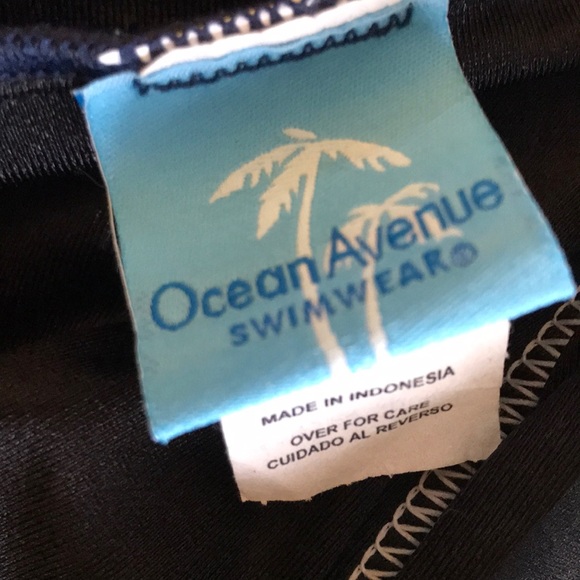 Ocean Avenue
SWIMWEAR®
MADE IN INDONESIA
OVER FOR CARE
CUIDADO AL REVERSO